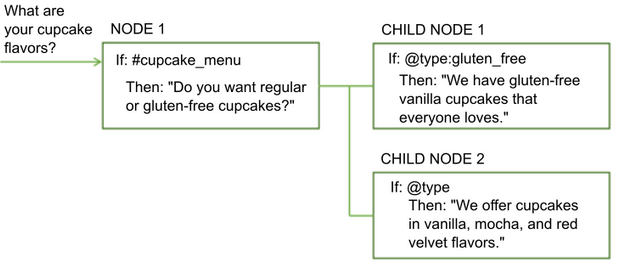 What are
your cupcake
flavors?
NODE 1
If: #cupcake_menu
Then: "Do you want regular
or gluten-free cupcakes?"
CHILD NODE 1
If: @type:gluten_free
Then: "We have gluten-free
vanilla cupcakes that
everyone loves."
CHILD NODE 2
If: @type
Then: "We offer cupcakes
in vanilla, mocha, and red
velvet flavors."